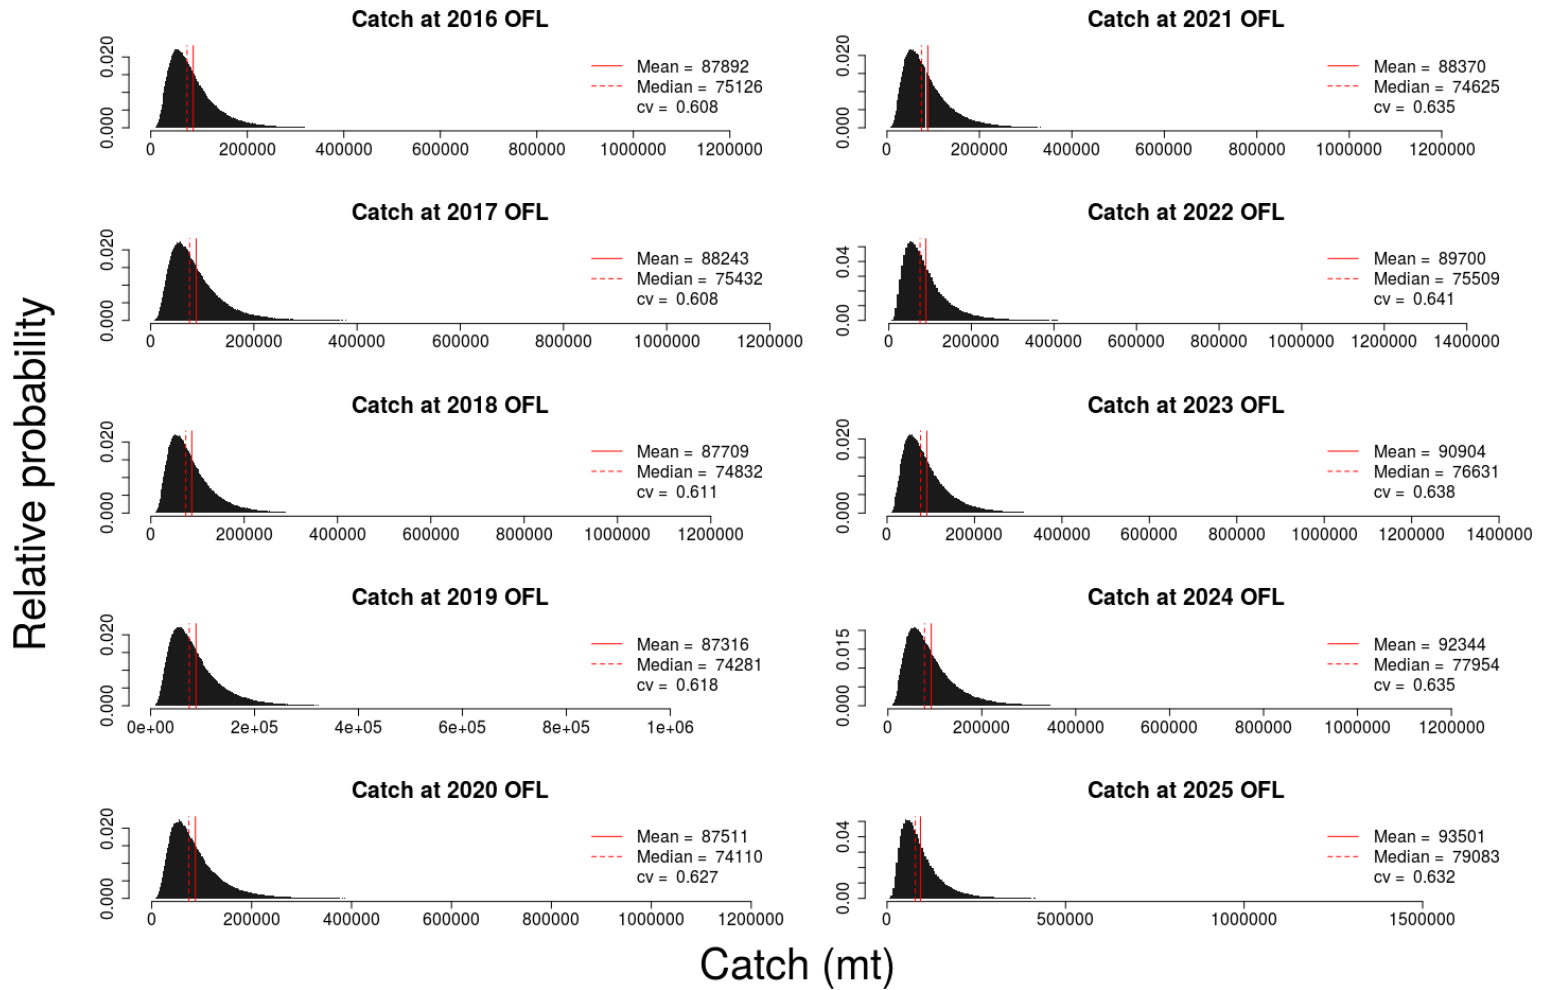 Relative probability
Catch at 2016 OFL
0.000 0.020
Mean = 87892
Median = 75126
cv = 0.608
0 200000 400000 600000 800000 1000000 1200000
Catch at 2017 OFL
0.000 0.020
Mean = 88243
Median = 75432
cv = 0.608
0 200000 400000 600000 800000 1000000 1200000
Catch at 2018 OFL
0.000 0.020
Mean = 87709
Median = 74832
cv = 0.611
0 200000 400000 600000 800000 1000000 1200000
Catch at 2019 OFL
0.000 0.020
Mean = 87316
Median = 74281
cv = 0.618
0e+00 2e+05 4e+05 6e+05 8e+05 1e+06
Catch at 2020 OFL
0.000 0.020
Mean = 87511
Median = 74110
cv = 0.627
0 200000 400000 600000 800000 1000000 1200000
Catch at 2021 OFL
0.000 0.020
Mean = 88370
Median = 74625
cv = 0.635
0 200000 400000 600000 800000 1000000 1200000
Catch at 2022 OFL
0.00 0.04
Mean = 89700
Median = 75509
cv = 0.641
0 200000 400000 600000 800000 1000000 1200000 1400000
Catch at 2023 OFL
0.000 0.020
Mean = 90904
Median = 76631
cv = 0.638
0 200000 400000 600000 800000 1000000 1200000 1400000
Catch at 2024 OFL
0.000 0.015
Mean = 92344
Median = 77954
cv = 0.635
0 200000 400000 600000 800000 1000000 1200000
Catch at 2025 OFL
0.00 0.04
Mean = 93501
Median = 79083
cv = 0.632
0 500000 1000000 1500000
Catch (mt)